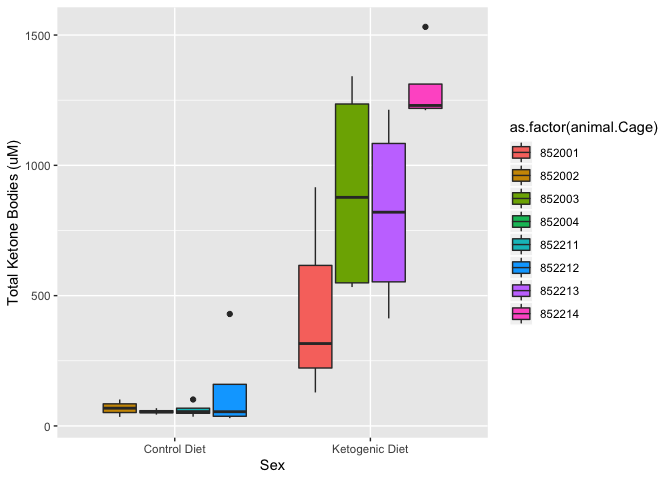 1500
1000
500
0
Total Ketone Bodies (uM)
Control Diet
Ketogenic Diet
Sex
as.factor(animal.Cage)
852001
852002
852003
852004
852211
852212
852213
852214